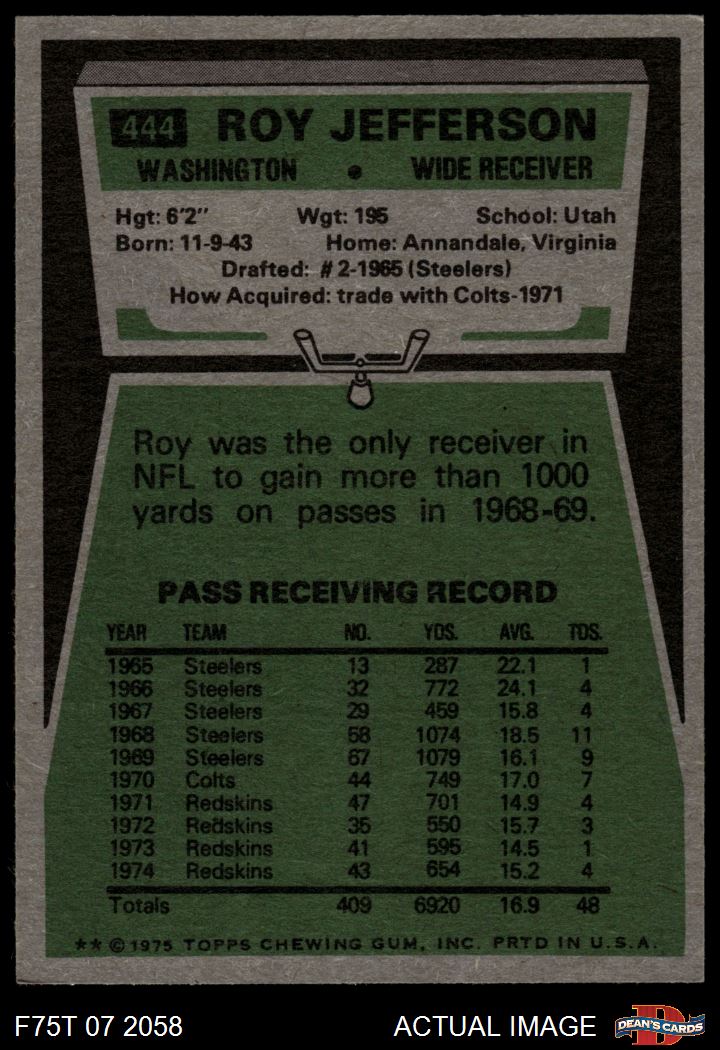 444 ROY JEFFERSON
WASHINGTON • WIDE RECEIVER
Hgt: 6'2" Wgt: 195 School: Utah
Born: 11-9-43 Home: Annandale, Virginia
Drafted: #2-1965 (Steelers)
How Acquired: trade with Colts-1971
Roy was the only receiver in
NFL to gain more than 1000
yards on passes in 1968-69.
PASS RECEIVING RECORD
YEAR TEAM NO. YDS. AVG. TDS.
1965 Steelers 13 287 22.1 1
1966 Steelers 32 772 24.1 4
1967 Steelers 29 459 15.8 4
1968 Steelers 58 1074 18.5 11
1969 Steelers 67 1079 16.1 9
1970 Colts 44 749 17.0 7
1971 Redskins 47 701 14.9 4
1972 Redskins 35 550 15.7 3
1973 Redskins 41 595 14.5 1
1974 Redskins 43 654 15.2 4
Totals 409 6920 16.9 48
** © 1975 TOPPS CHEWING GUM, INC. PRTD IN U.S.A.
F75T 07 2058 ACTUAL IMAGE D DEAN'S CARDS